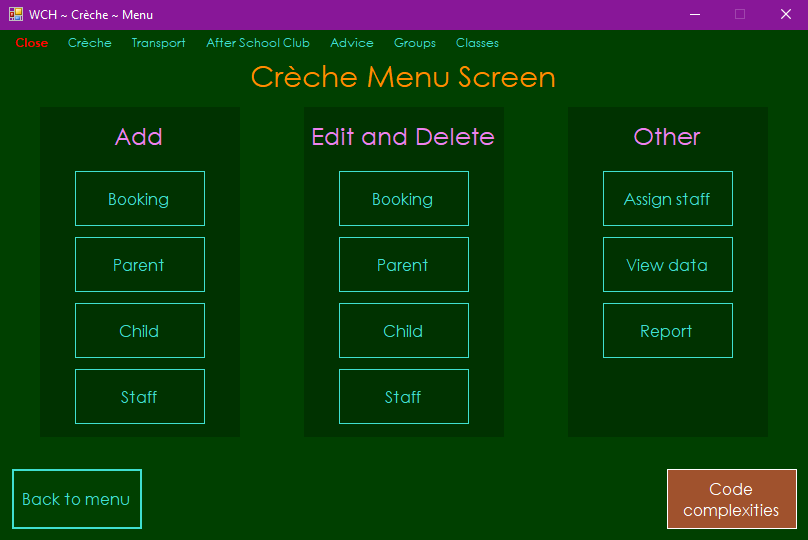 WCH ~ Crèche ~ Menu
Close Crèche Transport After School Club Advice Groups Classes
Crèche Menu Screen
Add
Booking
Parent
Child
Staff
Edit and Delete
Booking
Parent
Child
Staff
Other
Assign staff
View data
Report
Back to menu
Code
complexities